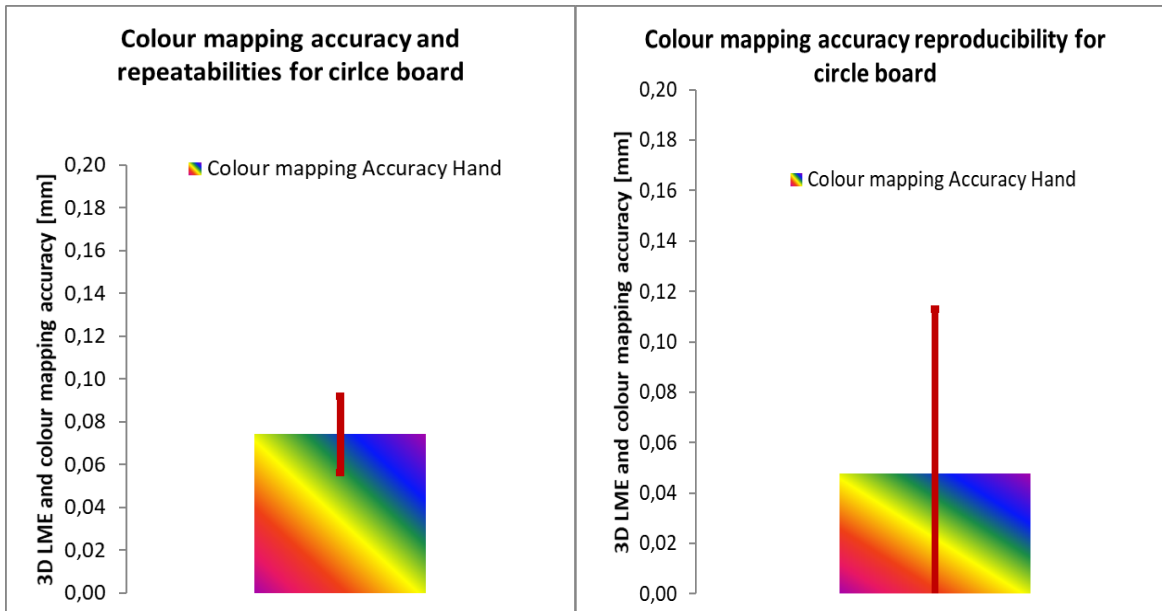 Colour mapping accuracy and
repeatabilities for cirlce board
3D LME and colour mapping accuracy [mm]
0,20
0,18
0,16
0,14
0,12
0,10
0,08
0,06
0,04
0,02
0,00
Colour mapping Accuracy Hand
Colour mapping accuracy reproducibility for
circle board
3D LME and colour mapping accuracy [mm]
0,20
0,18
0,16
0,14
0,12
0,10
0,08
0,06
0,04
0,02
0,00
Colour mapping Accuracy Hand